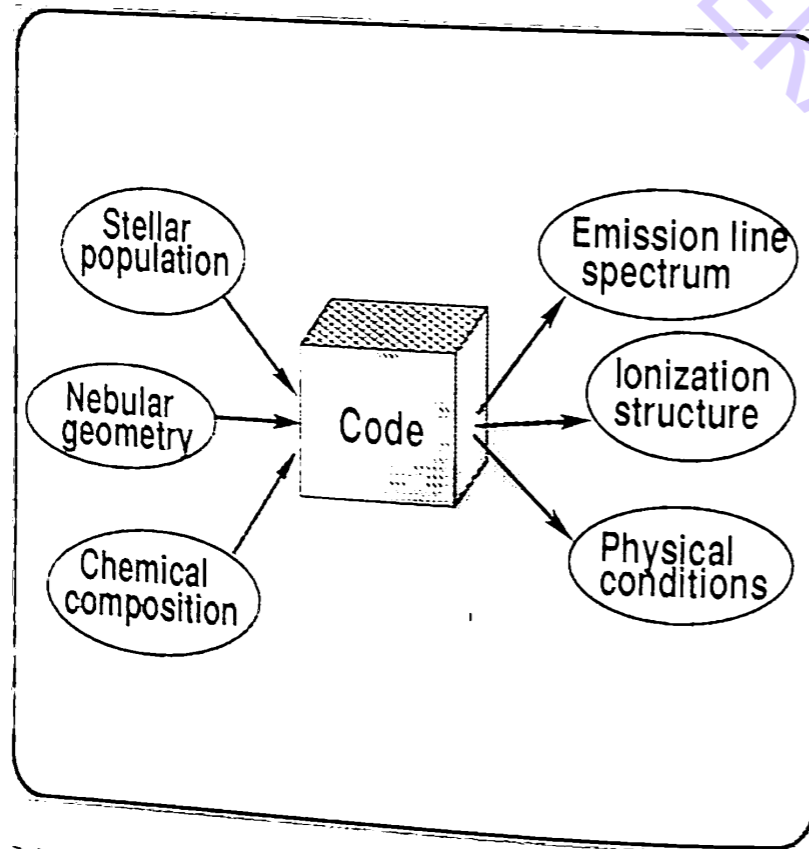 Stellar
population
Nebular
geometry
Chemical
composition
Code
Emission line
spectrum
Ionization
structure
Physical
conditions